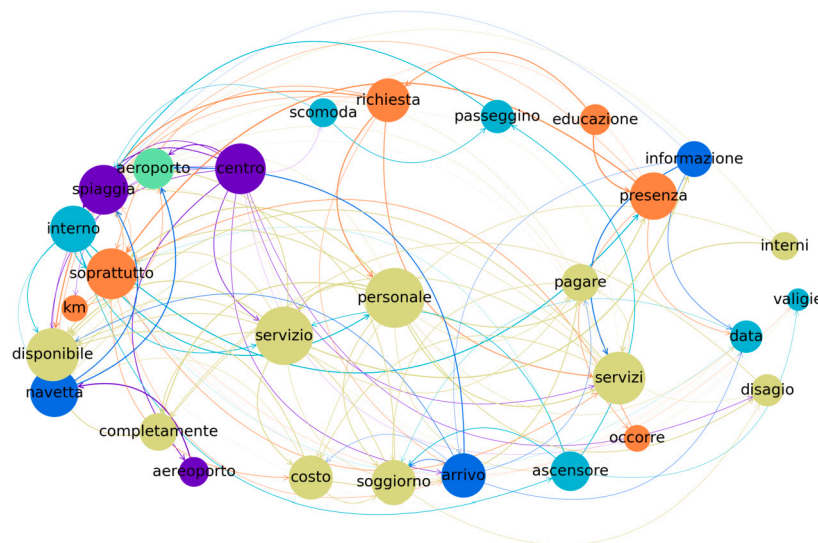 richiesta
scomoda
passeggino
educazione
informazione
aeroporto
centro
spiaggia
presenza
interno
interni
soprattutto
pagare
personale
km
valigie
servizio
data
disponibile
servizi
navetta
disagio
completamente
occorre
aereoporto
costo
soggiorno
arrivo
ascensore